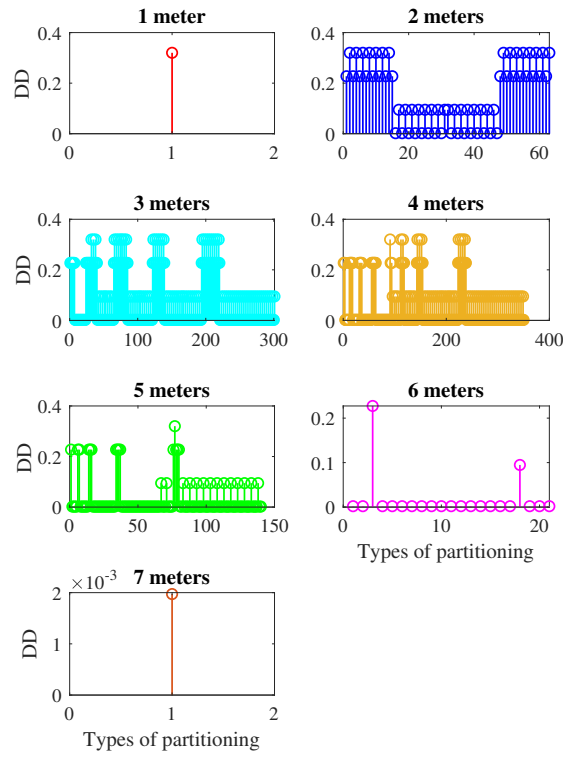 1 meter
2 meters
DD
0.4
0.2
0
0 1 2
0.4
0.2
0
0 20 40 60
3 meters
4 meters
DD
0.4
0.2
0
0 100 200 300
0.4
0.2
0
0 200 400
5 meters
6 meters
DD
0.4
0.2
0
0 50 100 150
0.2
0.1
0
0 10 20
Types of partitioning
7 meters
×10⁻³
DD
2
1
0
0 1 2
Types of partitioning